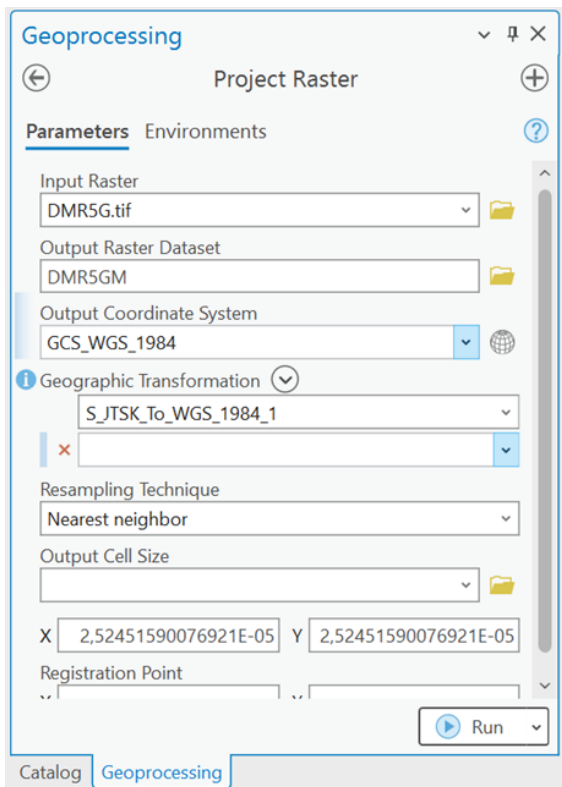 Geoprocessing
Project Raster
Parameters Environments
Input Raster
DMR5G.tif
Output Raster Dataset
DMR5GM
Output Coordinate System
GCS_WGS_1984
Geographic Transformation
S_JTSK_To_WGS_1984_1
Resampling Technique
Nearest neighbor
Output Cell Size
X 2,52451590076921E-05 Y 2,52451590076921E-05
Registration Point
Run
Catalog Geoprocessing